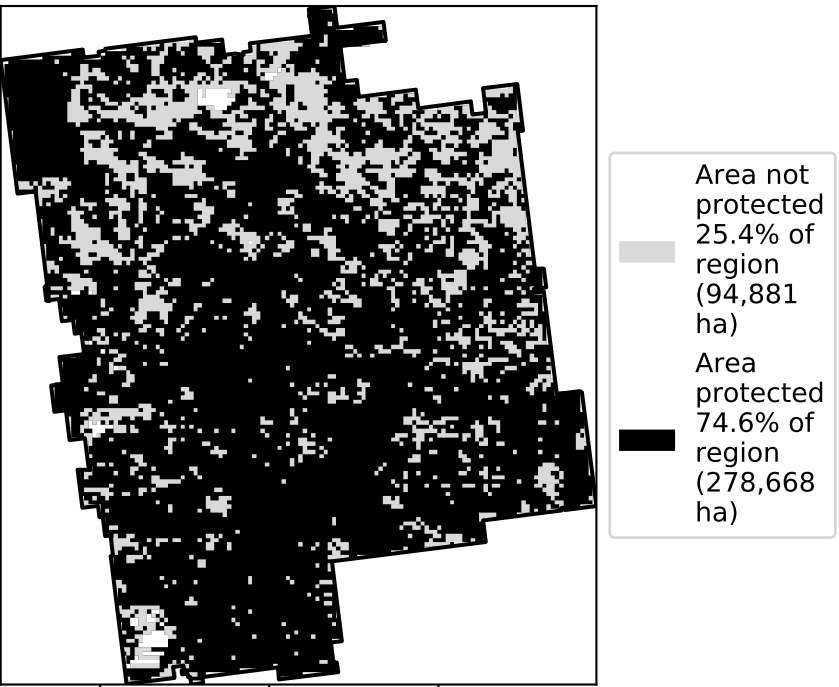 Area not
protected
25.4% of
region
(94,881
ha)
Area
protected
74.6% of
region
(278,668
ha)